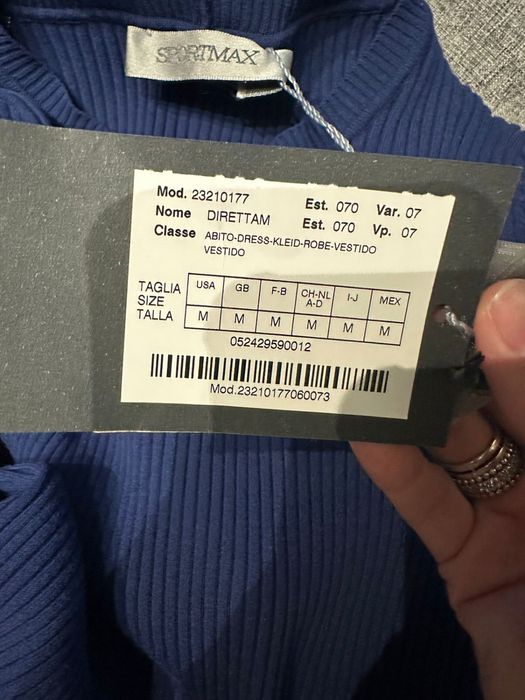 SPORTMAX
Mod. 23210177 Est. 070 Var. 07
Nome DIRETTAM Est. 070 Vp. 07
Classe ABITO-DRESS-KLEID-ROBE-VESTIDO
VESTIDO
TAGLIA USA GB F-B CH-NL A-D I-J MEX
SIZE
TALLA M M M M M M
052429590012
Mod.23210177060073